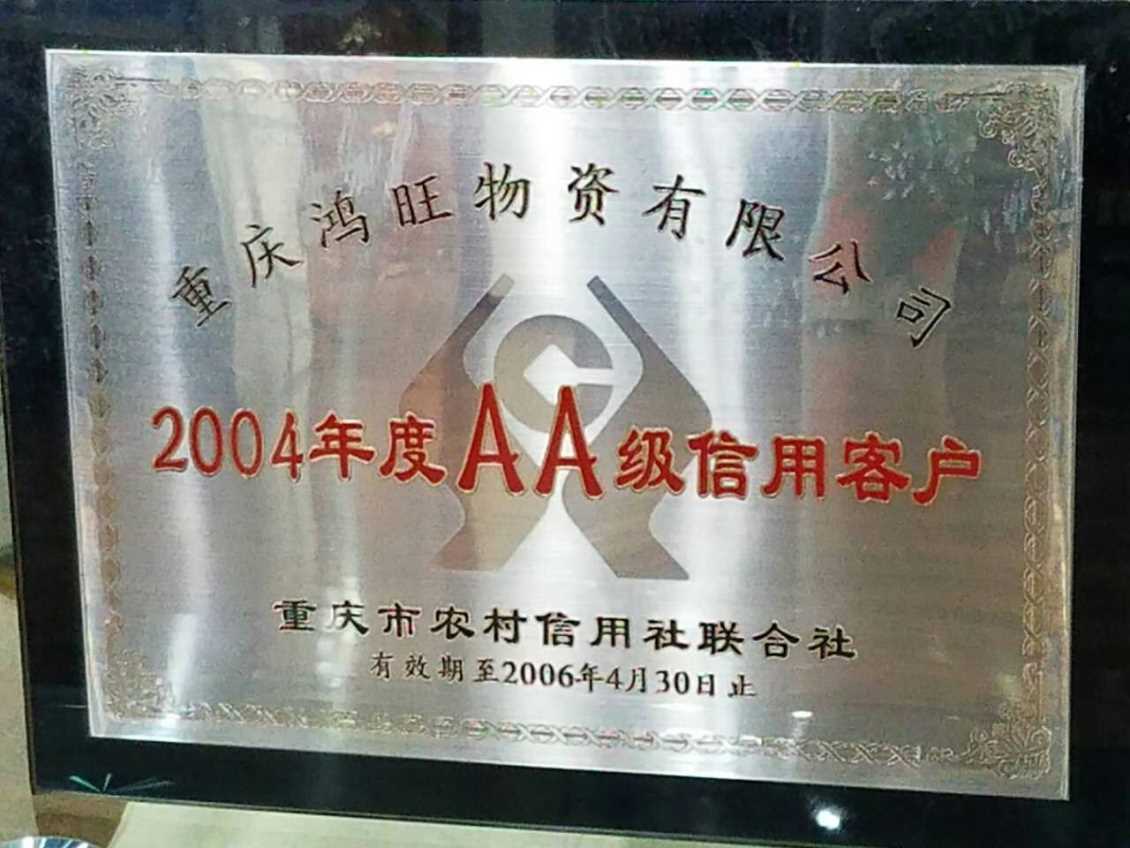 重庆鸿旺物资有限公司
2004年度AA级信用客户
重庆市农村信用社联合社
有效期至2006年4月30日止